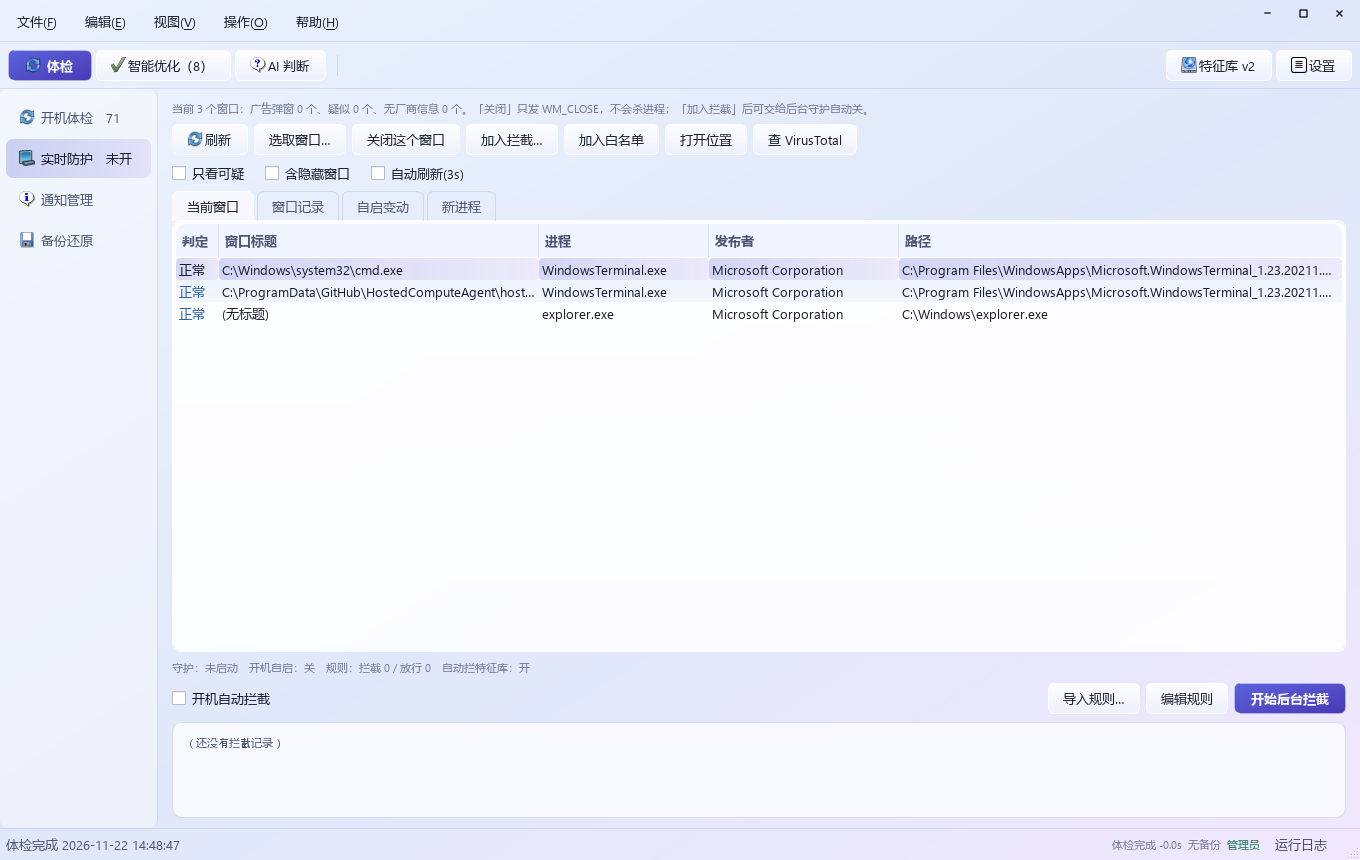 文件(F) 编辑(E) 视图(V) 操作(O) 帮助(H)
体检 智能优化（8） AI 判断 特征库 v2 设置
开机体检 71
实时防护 未开
通知管理
备份还原
当前 3 个窗口：广告弹窗 0 个、疑似 0 个、无厂商信息 0 个。「关闭」只发 WM_CLOSE，不会杀进程；「加入拦截」后可交给后台守护自动关。
刷新 选取窗口... 关闭这个窗口 加入拦截... 加入白名单 打开位置 查 VirusTotal
只看可疑 含隐藏窗口 自动刷新(3s)
当前窗口 窗口记录 自启变动 新进程
判定 窗口标题 进程 发布者 路径
正常 C:\Windows\system32\cmd.exe WindowsTerminal.exe Microsoft Corporation C:\Program Files\WindowsApps\Microsoft.WindowsTerminal_1.23.20211....
正常 C:\ProgramData\GitHub\HostedComputeAgent\host... WindowsTerminal.exe Microsoft Corporation C:\Program Files\WindowsApps\Microsoft.WindowsTerminal_1.23.20211....
正常 (无标题) explorer.exe Microsoft Corporation C:\Windows\explorer.exe
守护：未启动 开机自启：关 规则：拦截 0 / 放行 0 自动拦特征库：开
开机自动拦截 导入规则... 编辑规则 开始后台拦截
（还没有拦截记录）
体检完成 2026-11-22 14:48:47 体检完成 -0.0s 无备份 管理员 运行日志